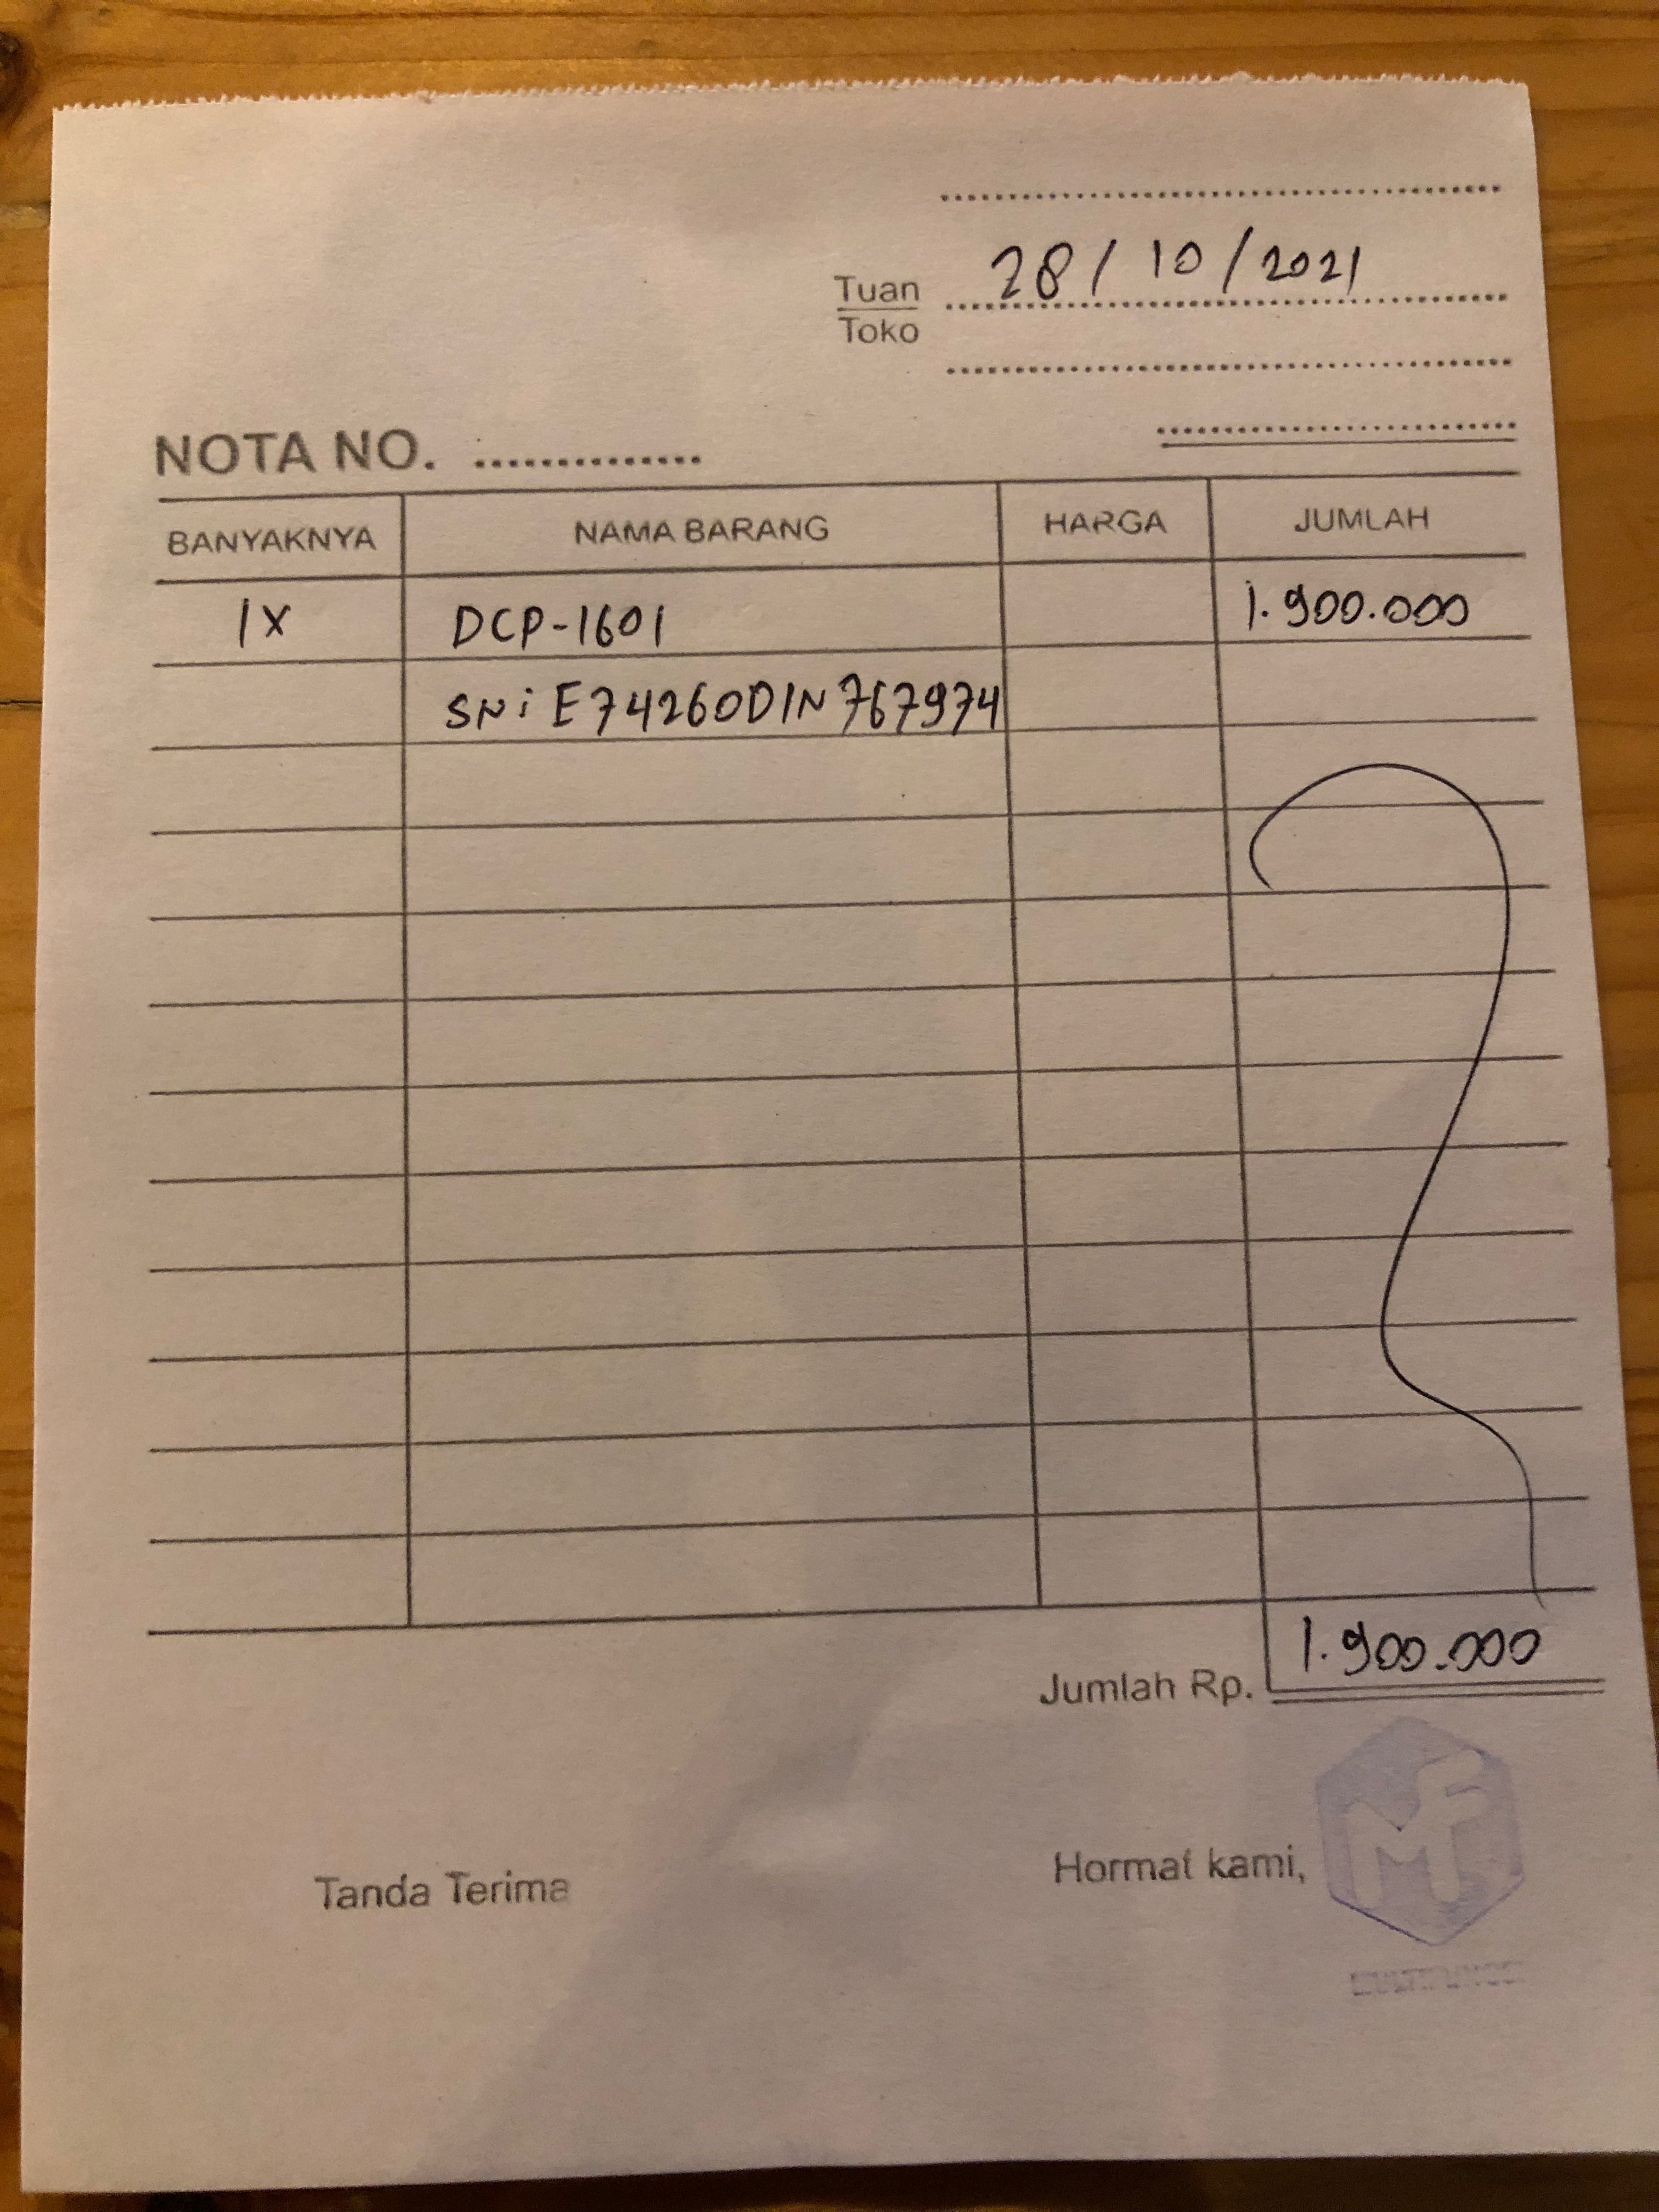 28/10/2021
Tuan
Toko
NOTA NO.
BANYAKNYA NAMA BARANG HARGA JUMLAH
1X DCP-1601 1.900.000
SN: E74260D1N767974
Jumlah Rp. 1.900.000
Tanda Terima
Hormat kami,
MF